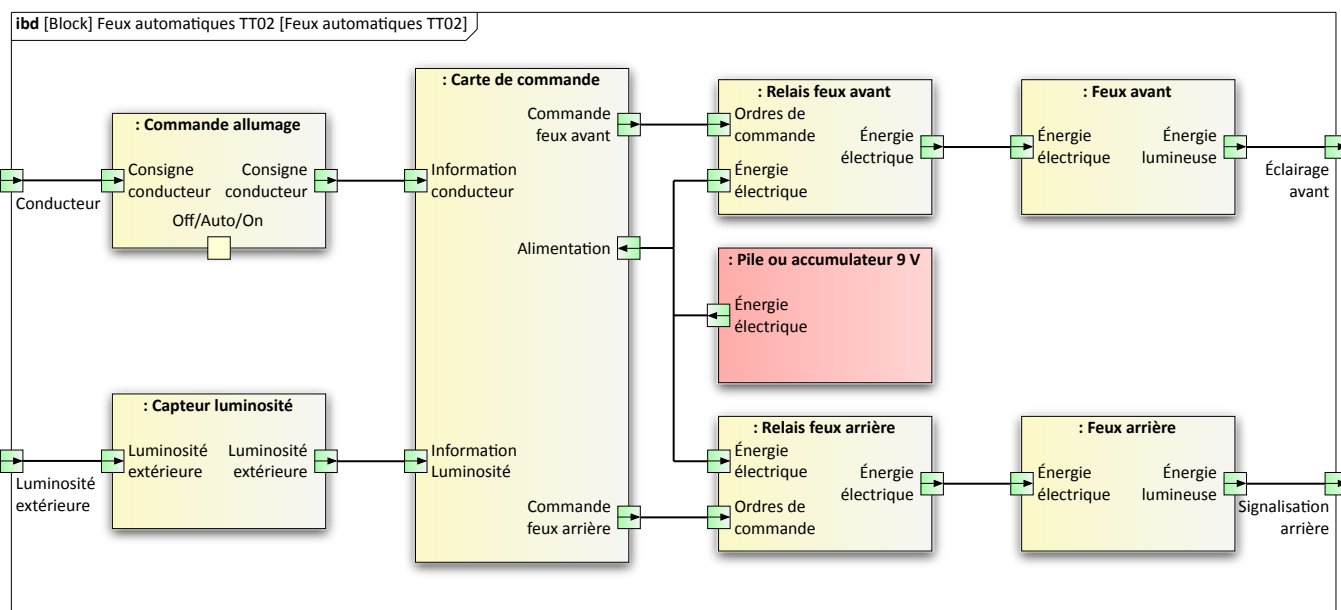 ibd [Block] Feux automatiques TT02 [Feux automatiques TT02]
: Commande allumage
Consigne
conducteur
Consigne
conducteur
Off/Auto/On
Conducteur
: Capteur luminosité
Luminosité
extérieure
Luminosité
extérieure
Luminosité
extérieure
: Carte de commande
Commande
feux avant
Information
conducteur
Alimentation
Information
Luminosité
Commande
feux arrière
: Relais feux avant
Ordres de
commande
Énergie
électrique
Énergie
électrique
: Pile ou accumulateur 9 V
Énergie
électrique
: Relais feux arrière
Énergie
électrique
Énergie
électrique
Ordres de
commande
: Feux avant
Énergie
électrique
Énergie
lumineuse
Éclairage
avant
: Feux arrière
Énergie
électrique
Énergie
lumineuse
Signalisation
arrière